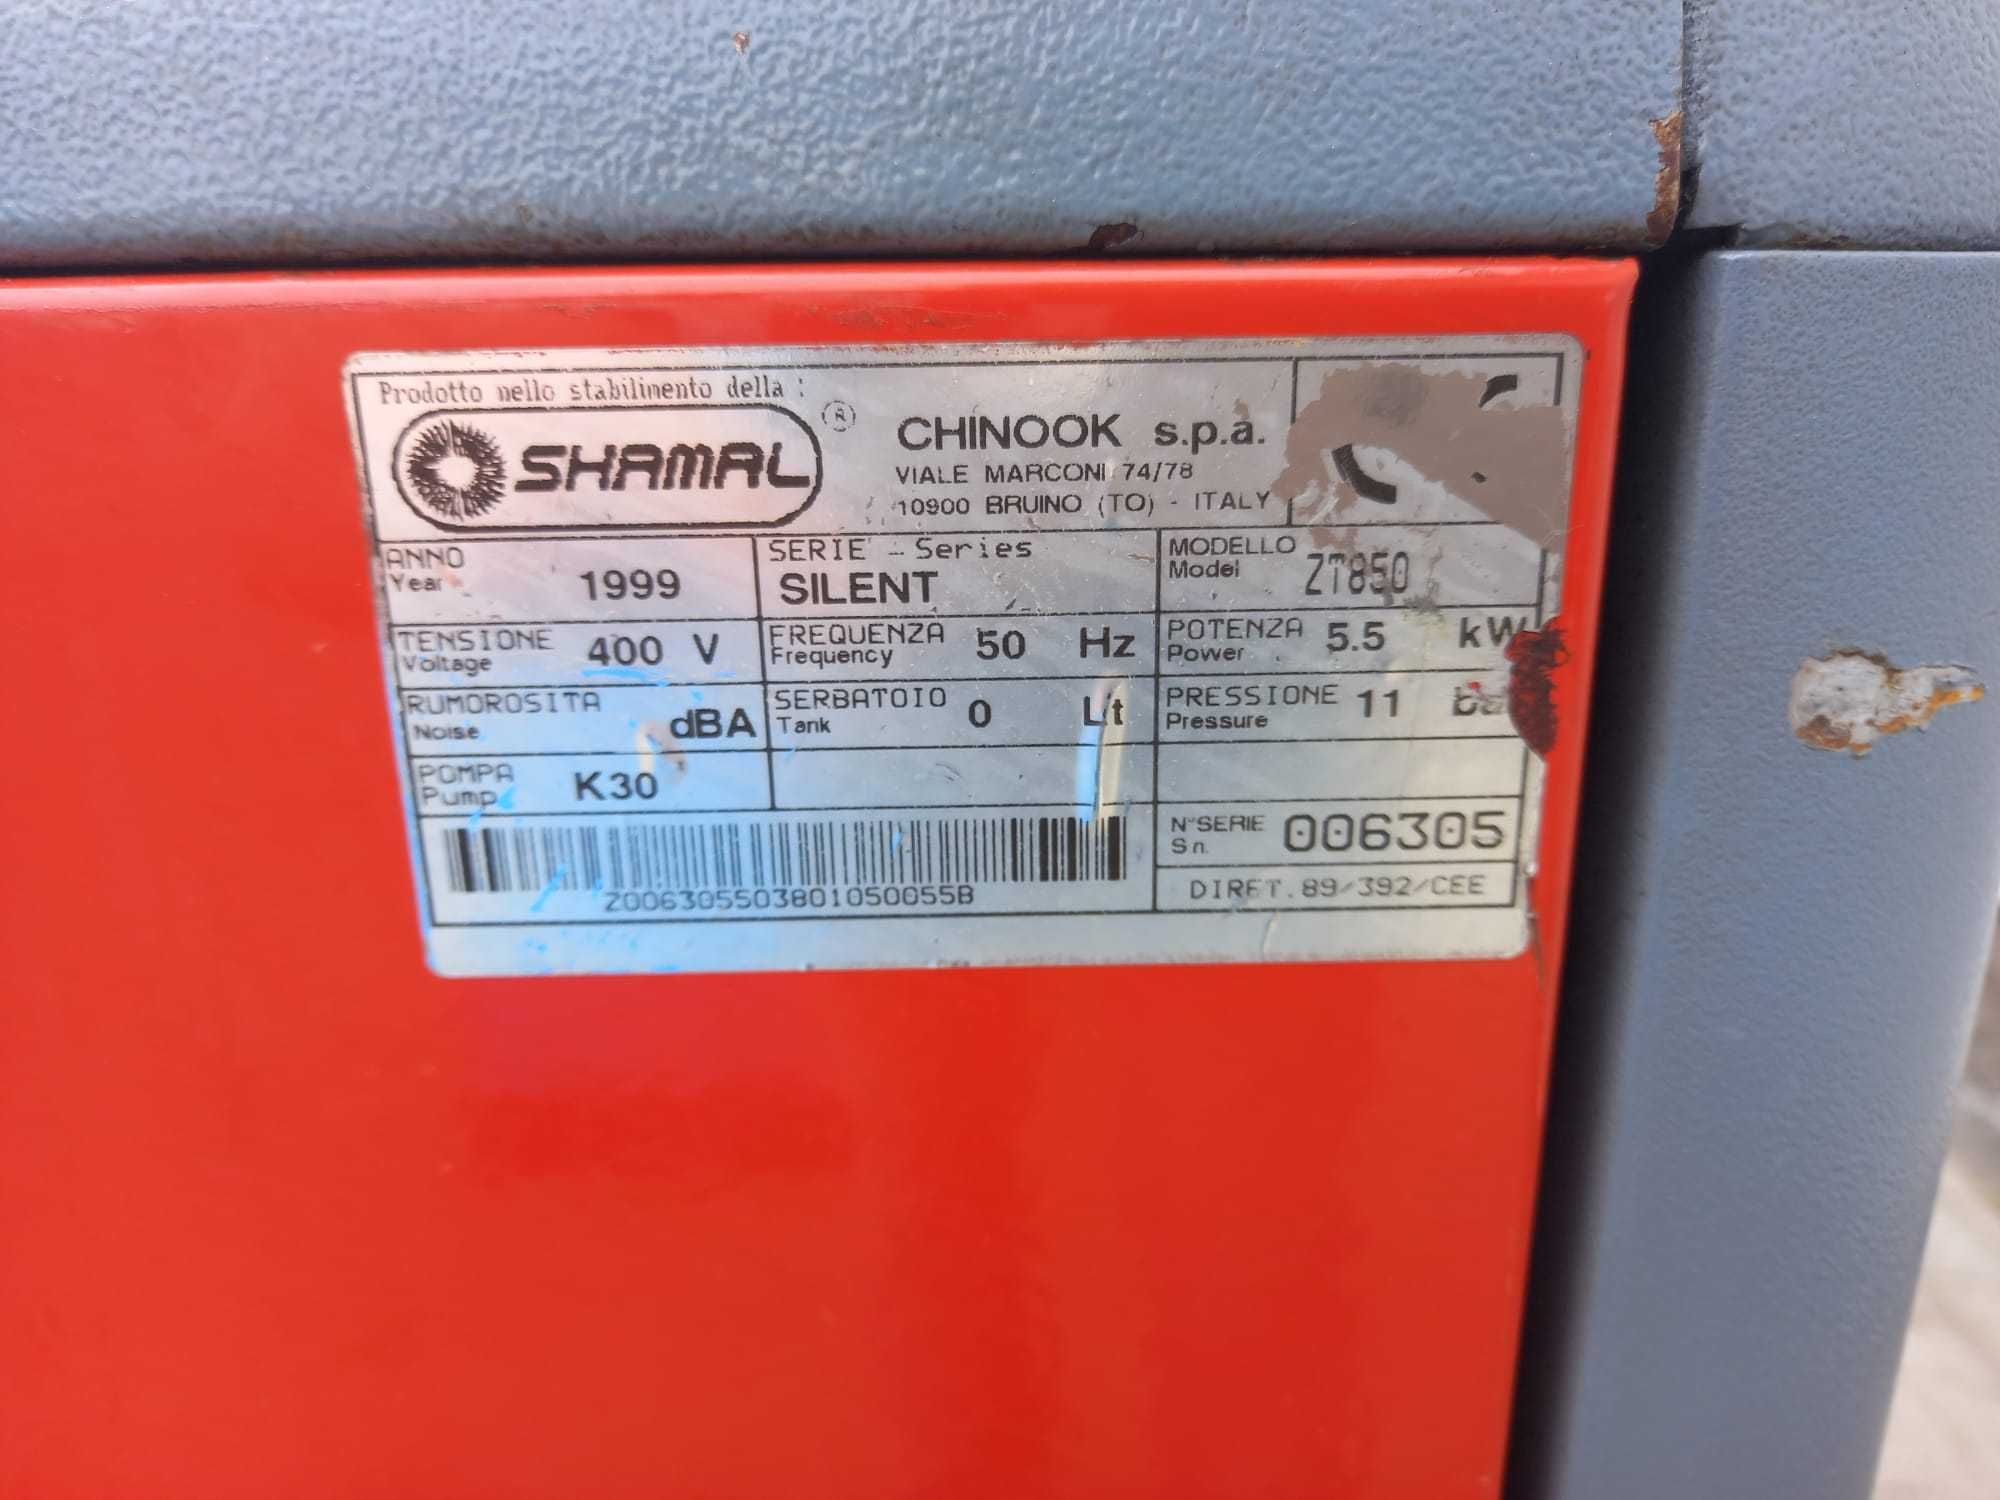 Prodotto nello stabilimento della :
SHAMAL ®
CHINOOK s.p.a.
VIALE MARCONI 74/78
10900 BRUINO (TO) - ITALY
ANNO
Year 1999
SERIE - Series
SILENT
MODELLO
Model ZT850
TENSIONE
Voltage 400 V
FREQUENZA
Frequency 50 Hz
POTENZA
Power 5.5 kW
RUMOROSITA
Noise dBA
SERBATOIO
Tank 0 Lt
PRESSIONE
Pressure 11
POMPA
Pump K30
Z006305503801050055B
N°SERIE
Sn. 006305
DIRET. 89/392/CEE